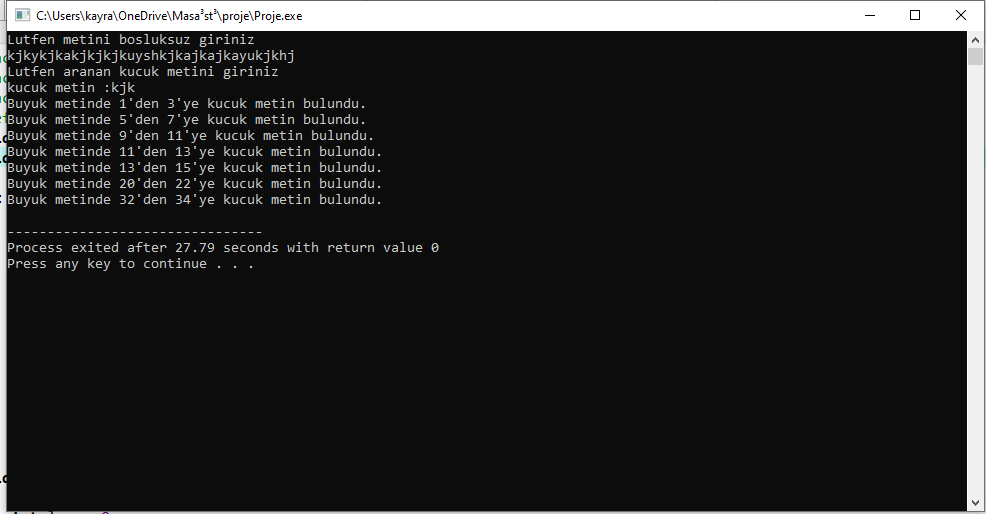 C:\Users\kayra\OneDrive\Masa³st³\proje\Proje.exe
Lutfen metini bosluksuz giriniz
kjkykjkakjkjkjkuyshkjkajkajkayukjkhj
Lutfen aranan kucuk metini giriniz
kucuk metin :kjk
Buyuk metinde 1'den 3'ye kucuk metin bulundu.
Buyuk metinde 5'den 7'ye kucuk metin bulundu.
Buyuk metinde 9'den 11'ye kucuk metin bulundu.
Buyuk metinde 11'den 13'ye kucuk metin bulundu.
Buyuk metinde 13'den 15'ye kucuk metin bulundu.
Buyuk metinde 20'den 22'ye kucuk metin bulundu.
Buyuk metinde 32'den 34'ye kucuk metin bulundu.
--------------------------------
Process exited after 27.79 seconds with return value 0
Press any key to continue . . .